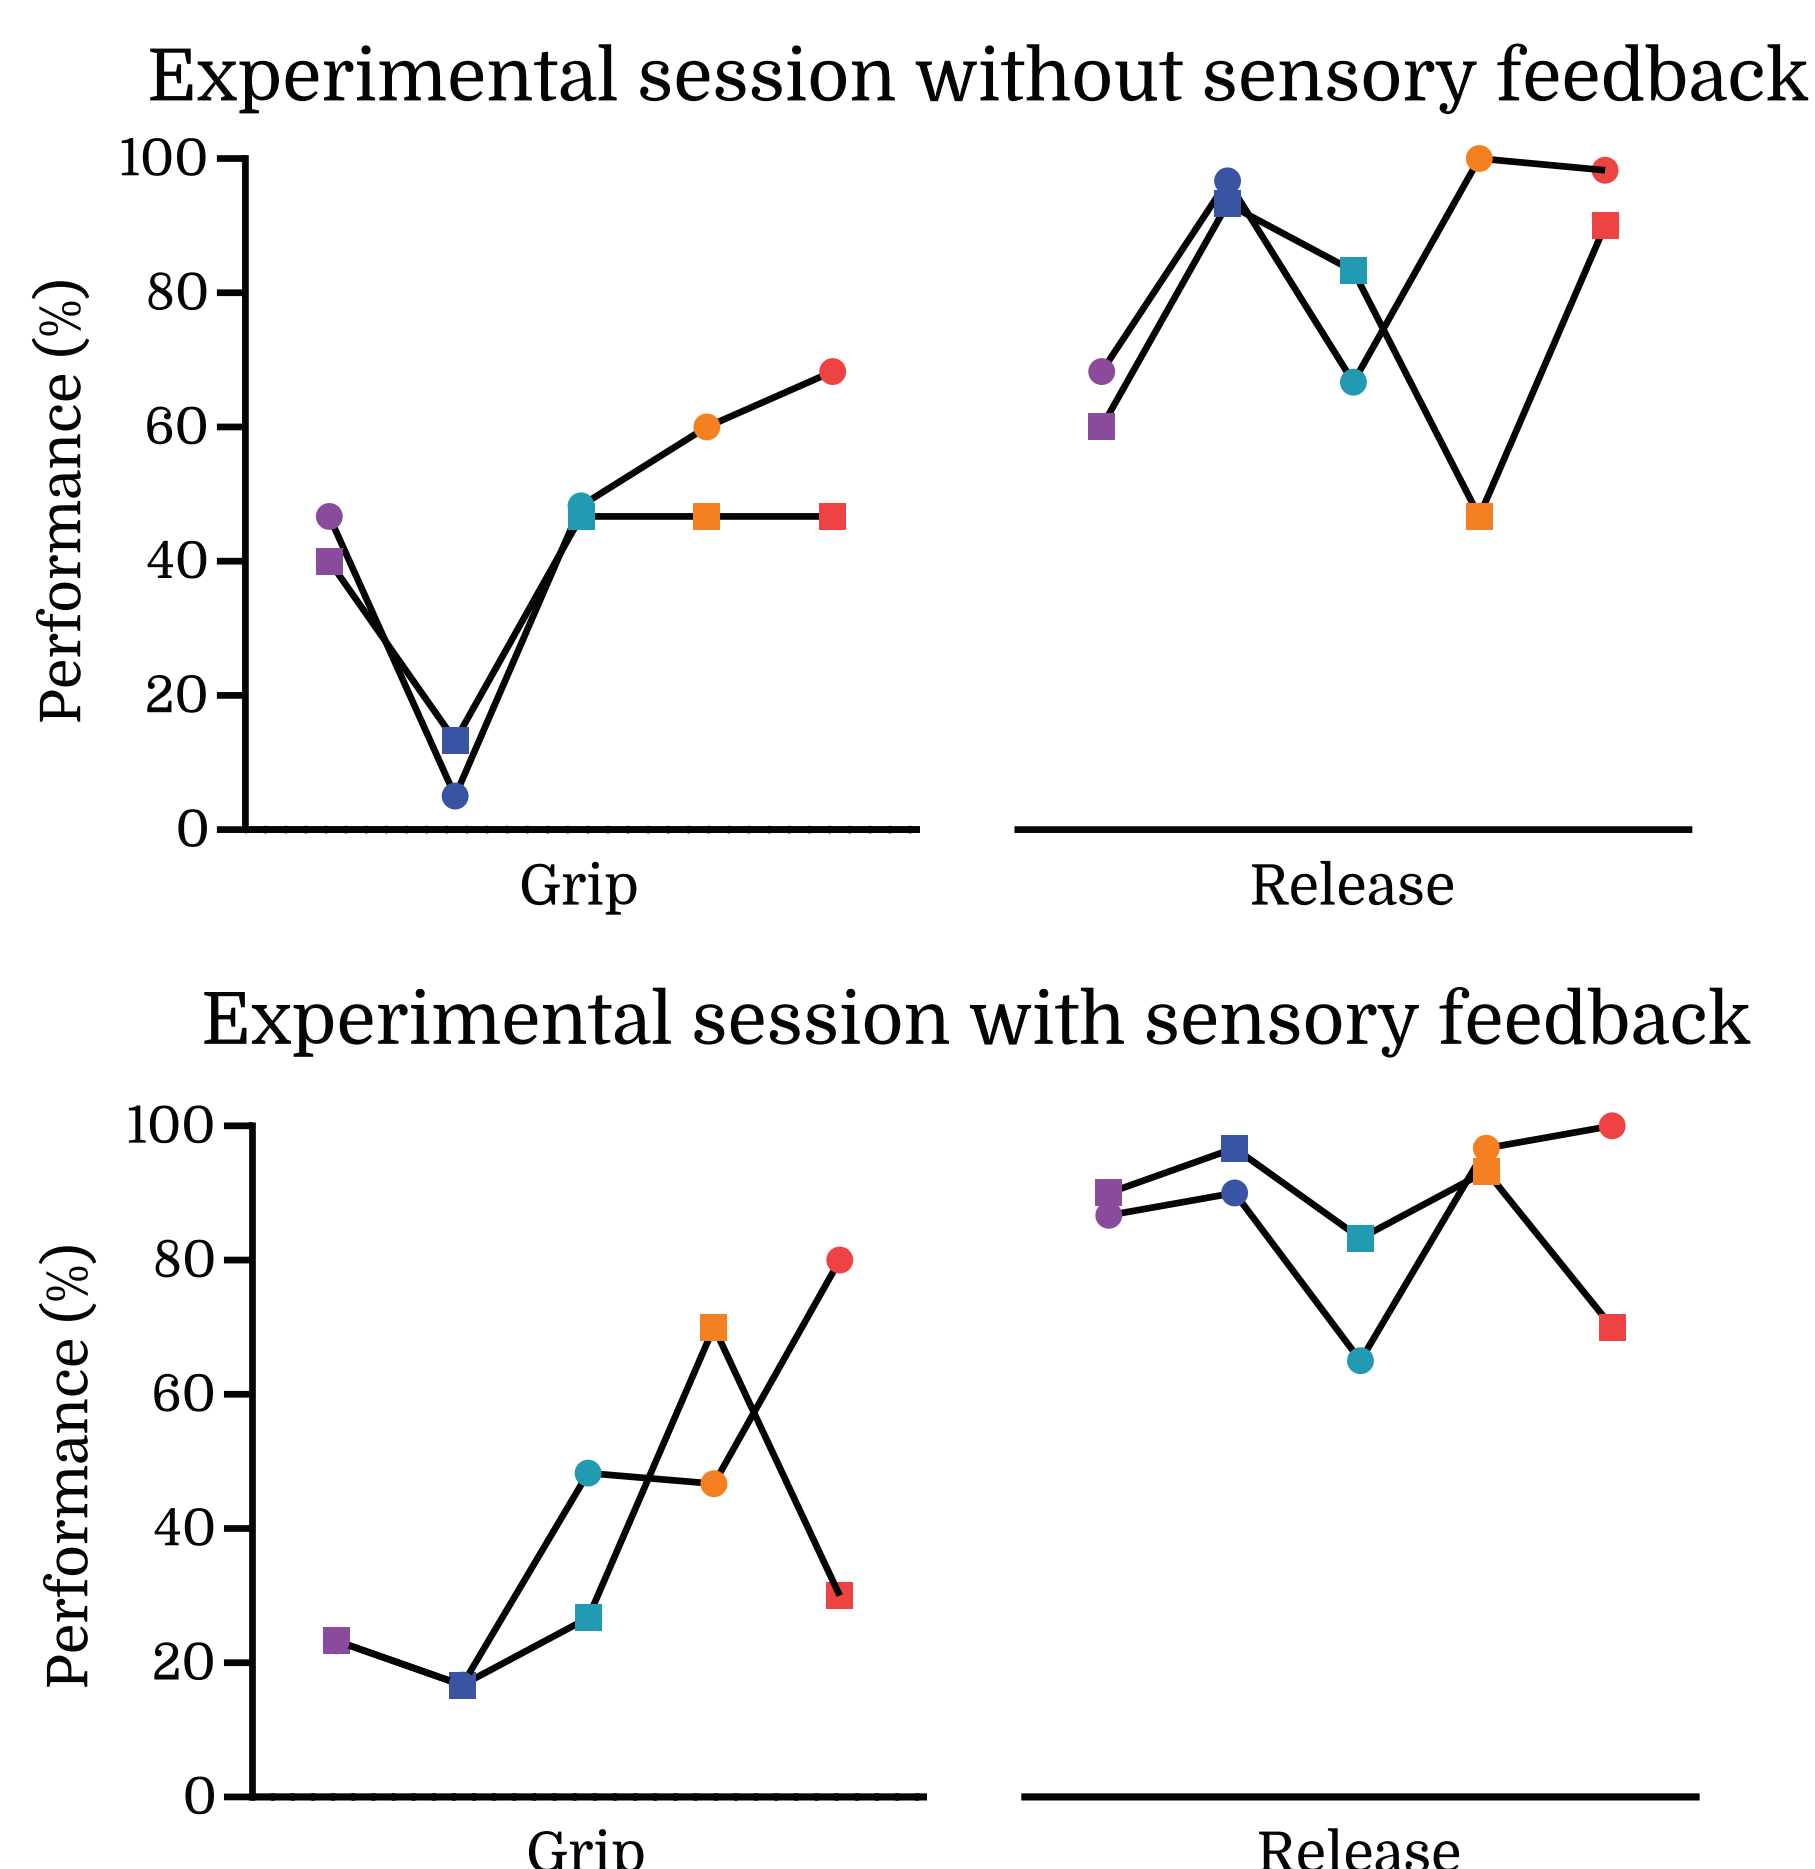 Experimental session without sensory feedback
100
80
60
40
20
0
Performance (%)
Grip
Release
Experimental session with sensory feedback
100
80
60
40
20
0
Performance (%)
Grip
Release